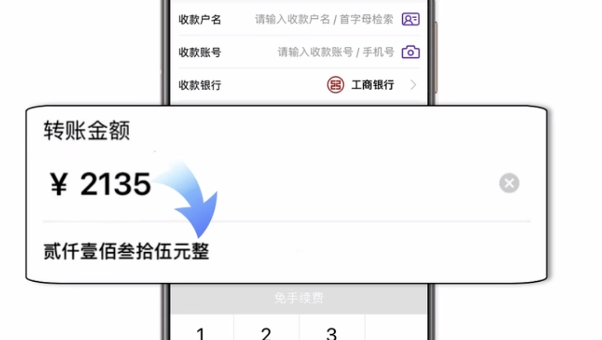 收款户名 请输入收款户名 / 首字母检索
收款账号 请输入收款账号 / 手机号
收款银行 工商银行
转账金额
¥ 2135
贰仟壹佰叁拾伍元整
免手续费
1 2 3